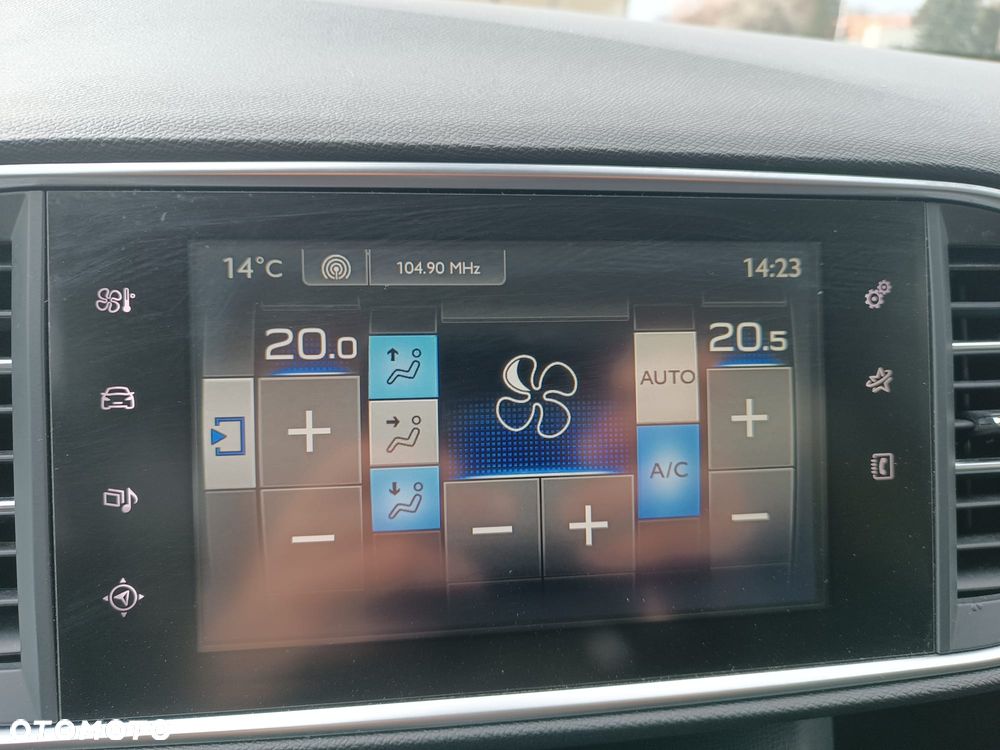 14°C 104.90 MHz 14:23
20.0 20.5
AUTO
A/C
OTOMOTO